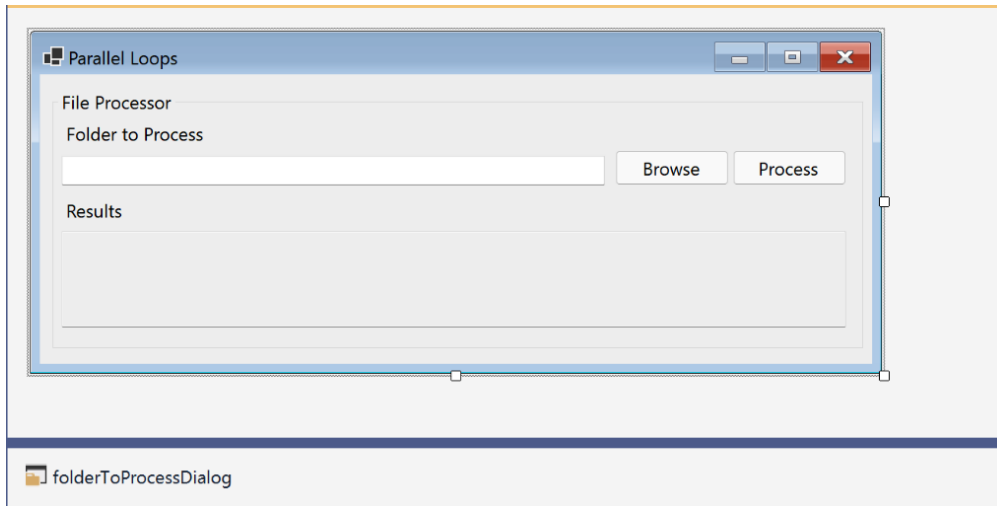 Parallel Loops
File Processor
Folder to Process
Browse Process
Results
folderToProcessDialog